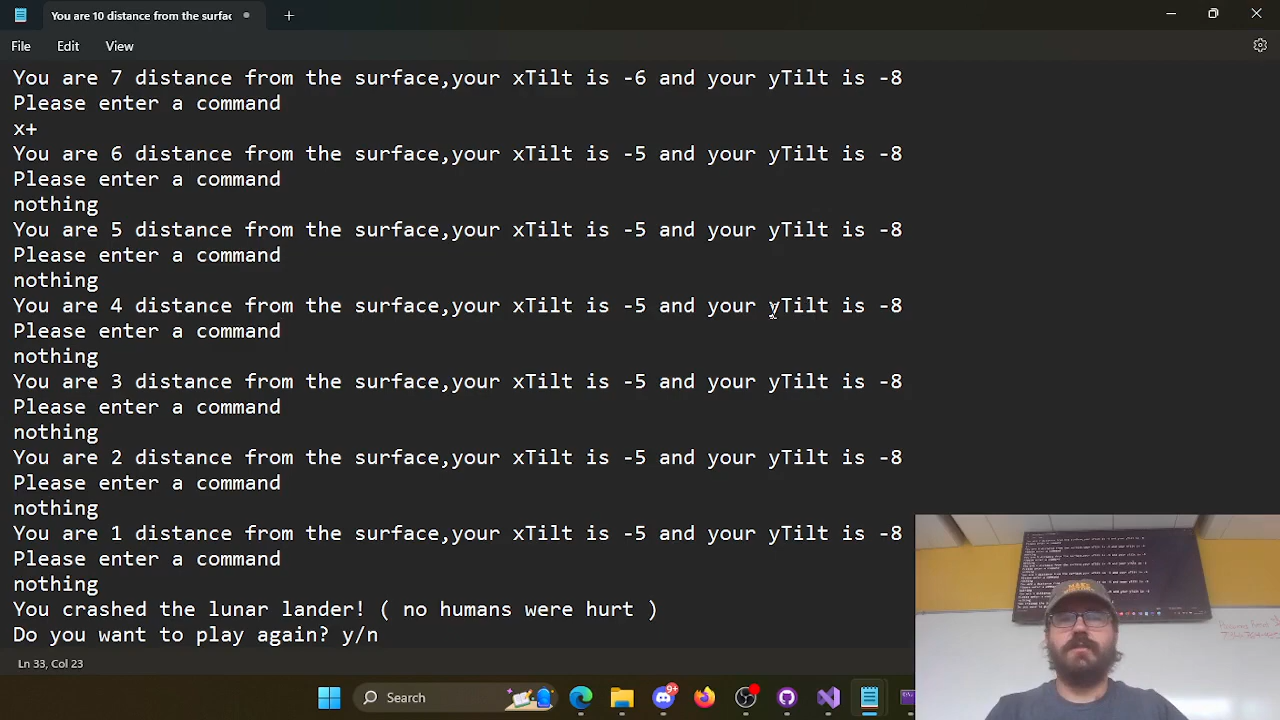 You are 10 distance from the surfac
File Edit View
You are 7 distance from the surface,your xTilt is -6 and your yTilt is -8
Please enter a command
x+
You are 6 distance from the surface,your xTilt is -5 and your yTilt is -8
Please enter a command
nothing
You are 5 distance from the surface,your xTilt is -5 and your yTilt is -8
Please enter a command
nothing
You are 4 distance from the surface,your xTilt is -5 and your yTilt is -8
Please enter a command
nothing
You are 3 distance from the surface,your xTilt is -5 and your yTilt is -8
Please enter a command
nothing
You are 2 distance from the surface,your xTilt is -5 and your yTilt is -8
Please enter a command
nothing
You are 1 distance from the surface,your xTilt is -5 and your yTilt is -8
Please enter a command
nothing
You crashed the lunar lancer! ( no humans were hurt )
Do you want to play again? y/n
Ln 33, Col 23
Search
9+